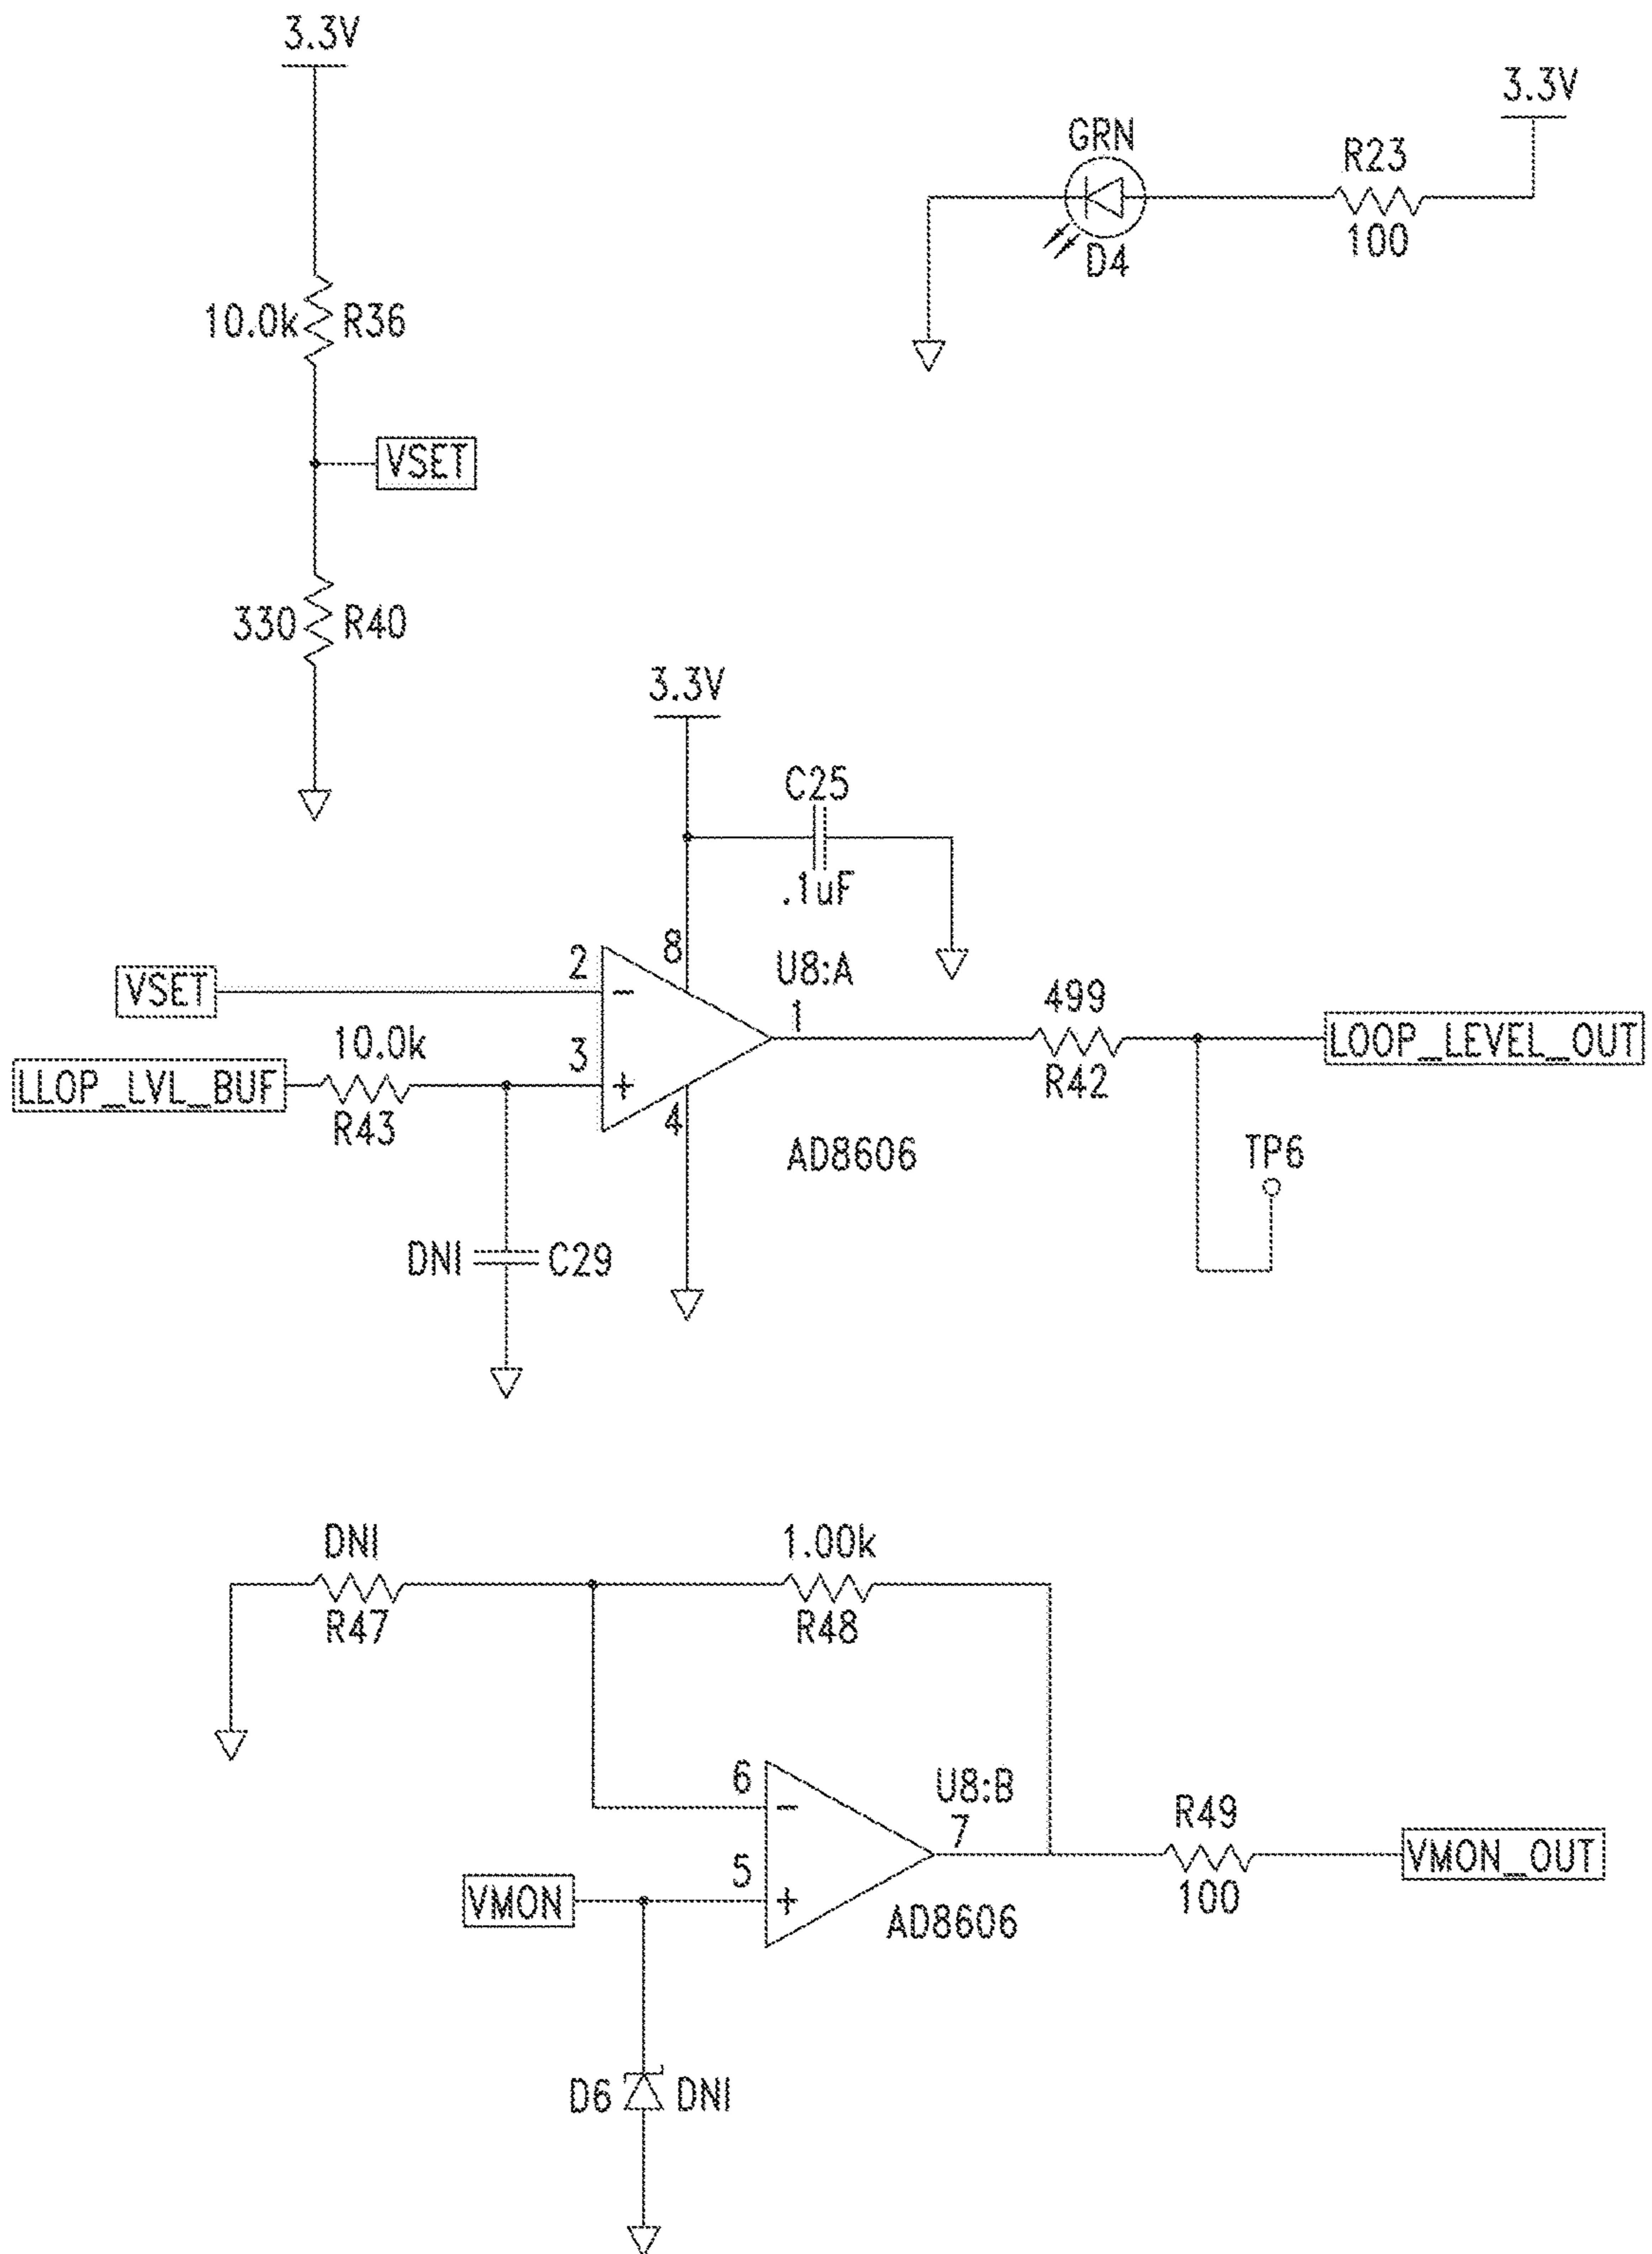 3.3V
3.3V
GRN
R23
100
D4
10.0k R36
VSET
330 R40
3.3V
C25
.1uF
8
2
U8:A
VSET
1
499
10.0k
3
LOOP_LEVEL_OUT
LLOP_LVL_BUF
R42
R43
4
AD8606
TP6
DNI C29
DNI
1.00k
R47
R48
6
U8:B
7
R49
5
VMON_OUT
VMON
100
AD8606
D6 DNI